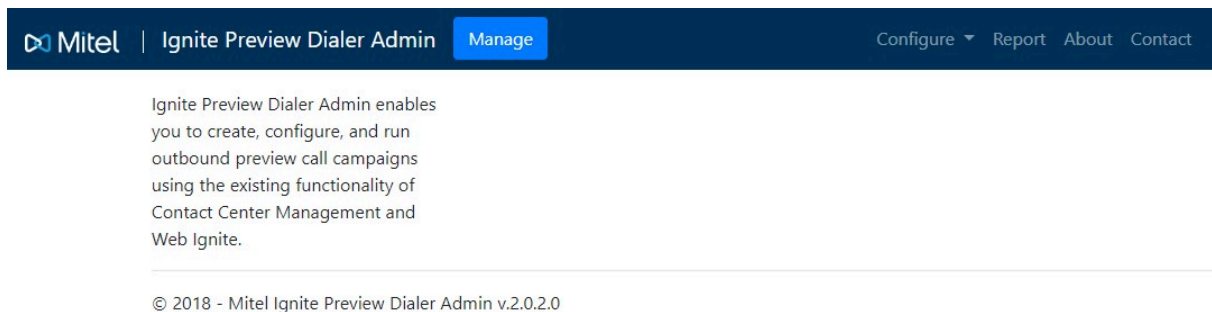 Mitel | Ignite Preview Dialer Admin Manage Configure Report About Contact
Ignite Preview Dialer Admin enables
you to create, configure, and run
outbound preview call campaigns
using the existing functionality of
Contact Center Management and
Web Ignite.
© 2018 - Mitel Ignite Preview Dialer Admin v.2.0.2.0